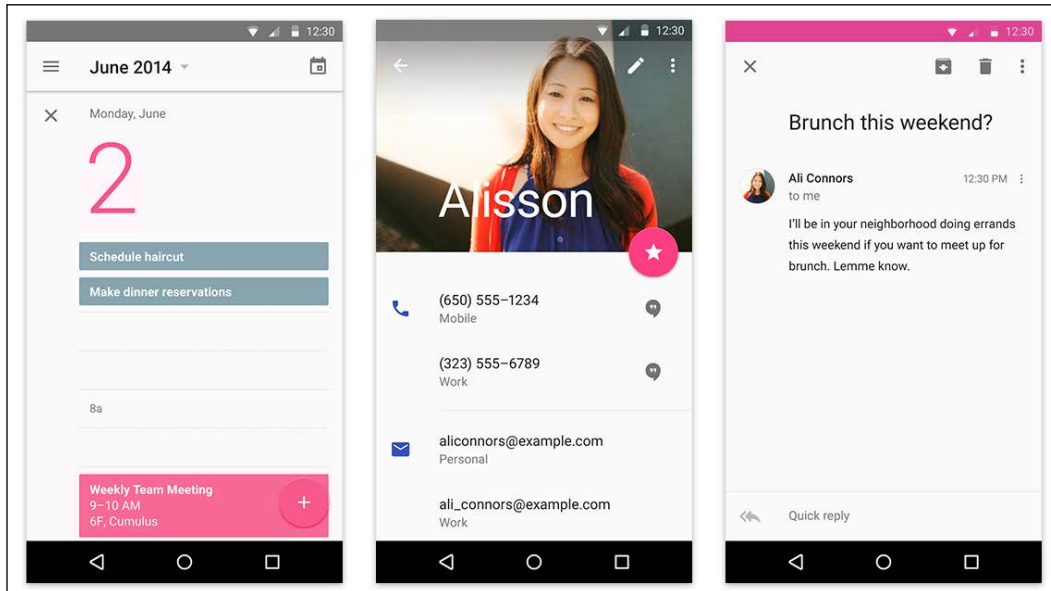 12:30
June 2014
Monday, June
2
Schedule haircut
Make dinner reservations
8a
Weekly Team Meeting
9–10 AM
6F, Cumulus
12:30
Alisson
(650) 555–1234
Mobile
(323) 555–6789
Work
aliconnors@example.com
Personal
ali_connors@example.com
Work
12:30
Brunch this weekend?
Ali Connors 12:30 PM
to me
I'll be in your neighborhood doing errands
this weekend if you want to meet up for
brunch. Lemme know.
Quick reply